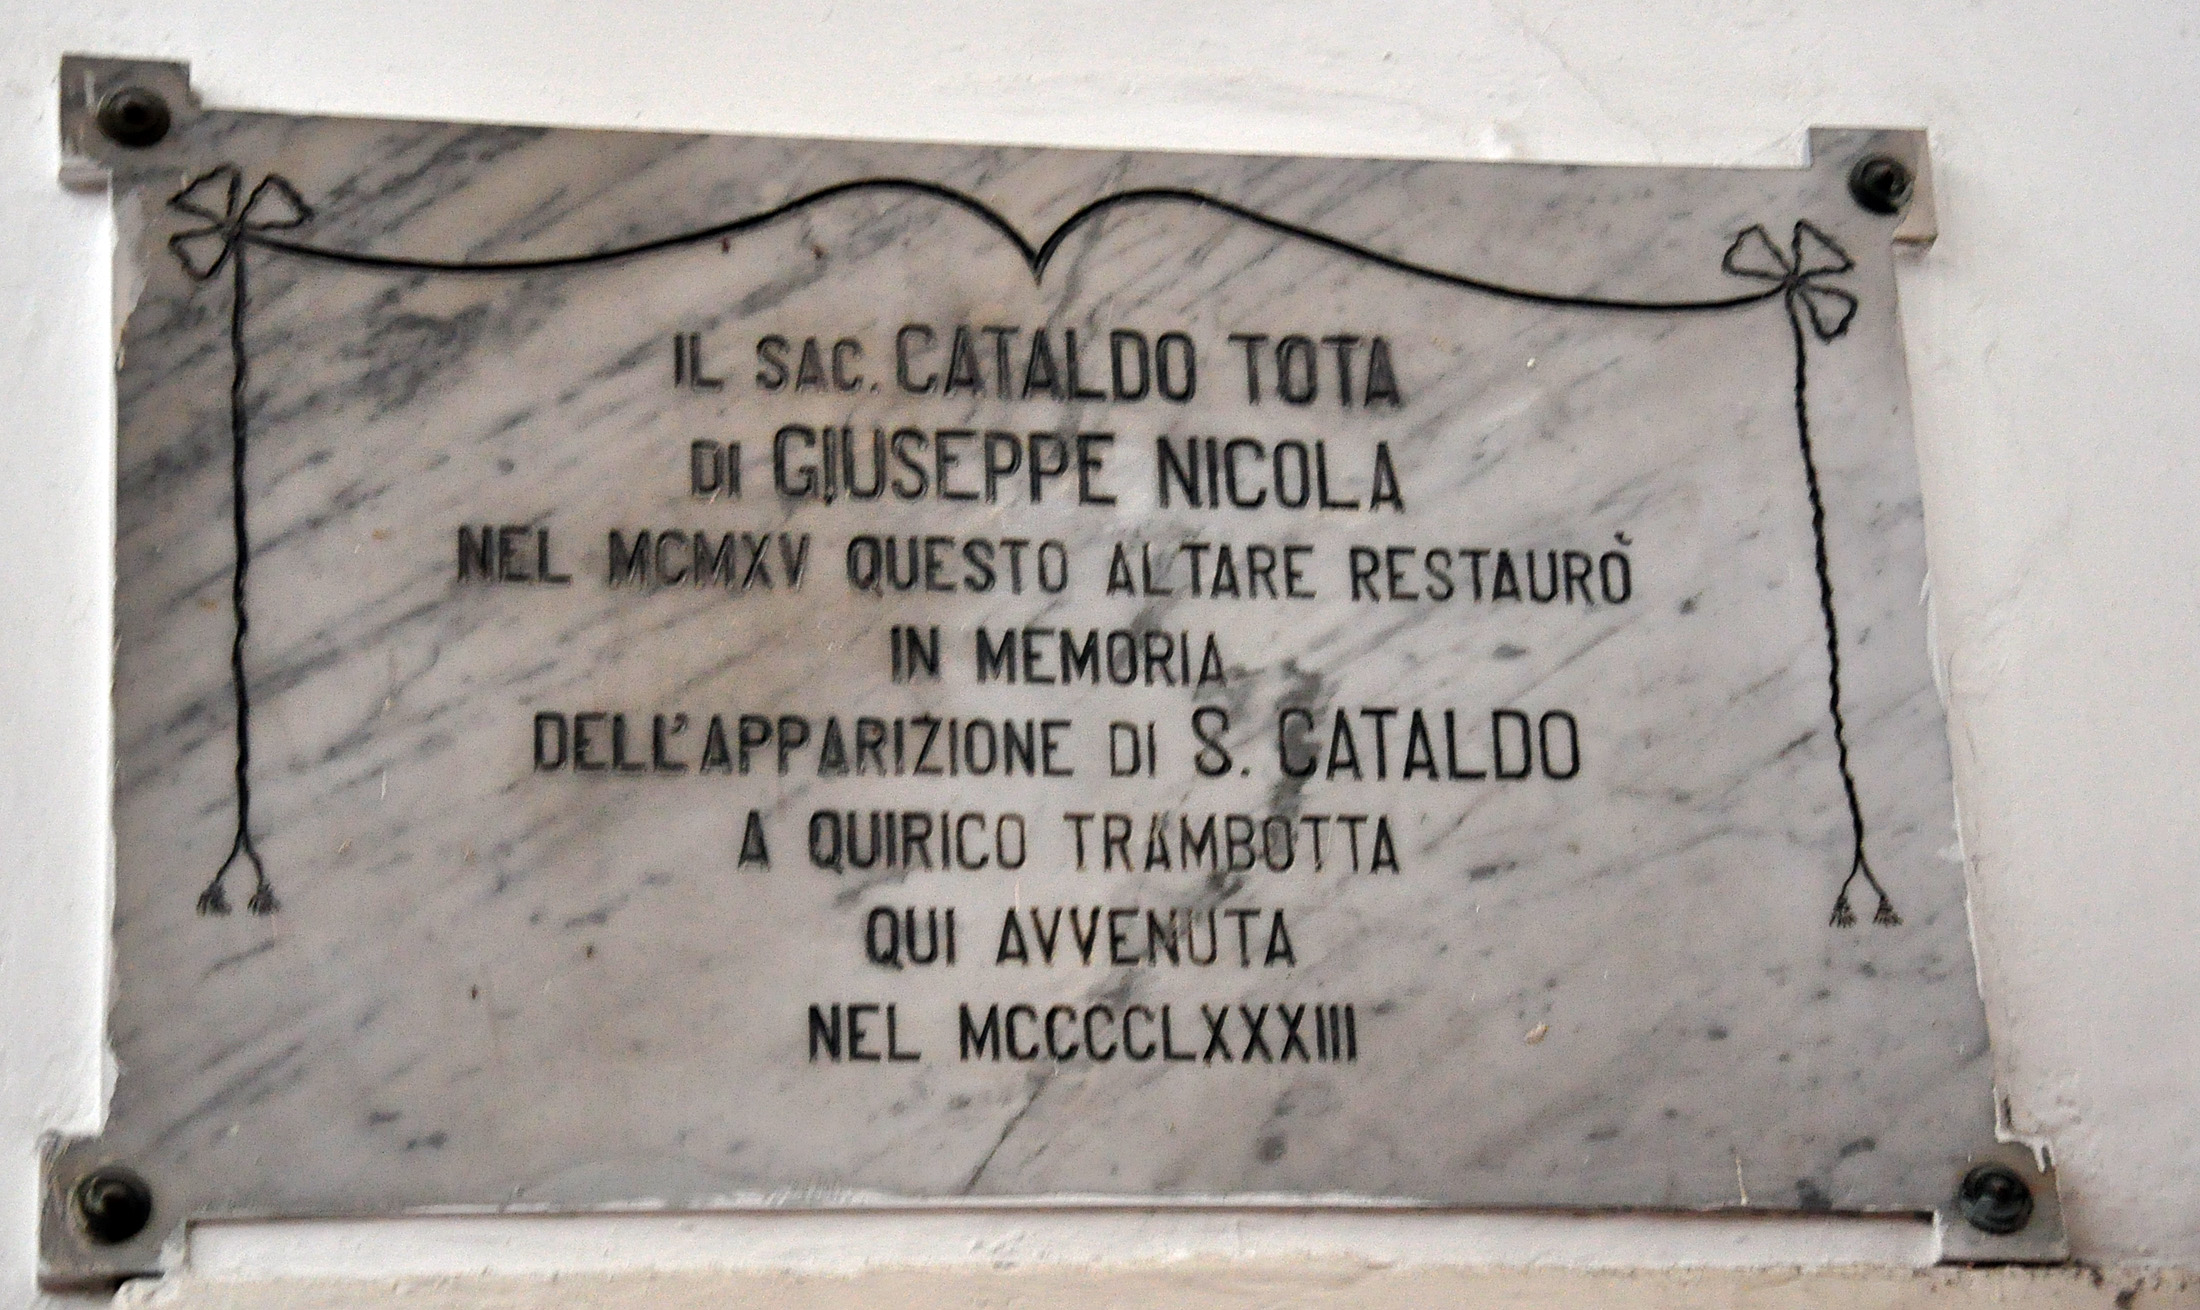 IL SAC. CATALDO TOTA
DI GIUSEPPE NICOLA
NEL MCMXV QUESTO ALTARE RESTAURÒ
IN MEMORIA
DELL'APPARIZIONE DI S. CATALDO
A QUIRICO TRAMBOTTA
QUI AVVENUTA
NEL MCCCCLXXXIII